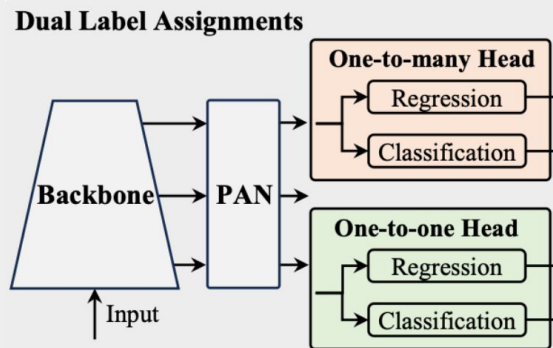 Dual Label Assignments
One-to-many Head
Regression
Classification
Backbone
PAN
One-to-one Head
Regression
Classification
Input